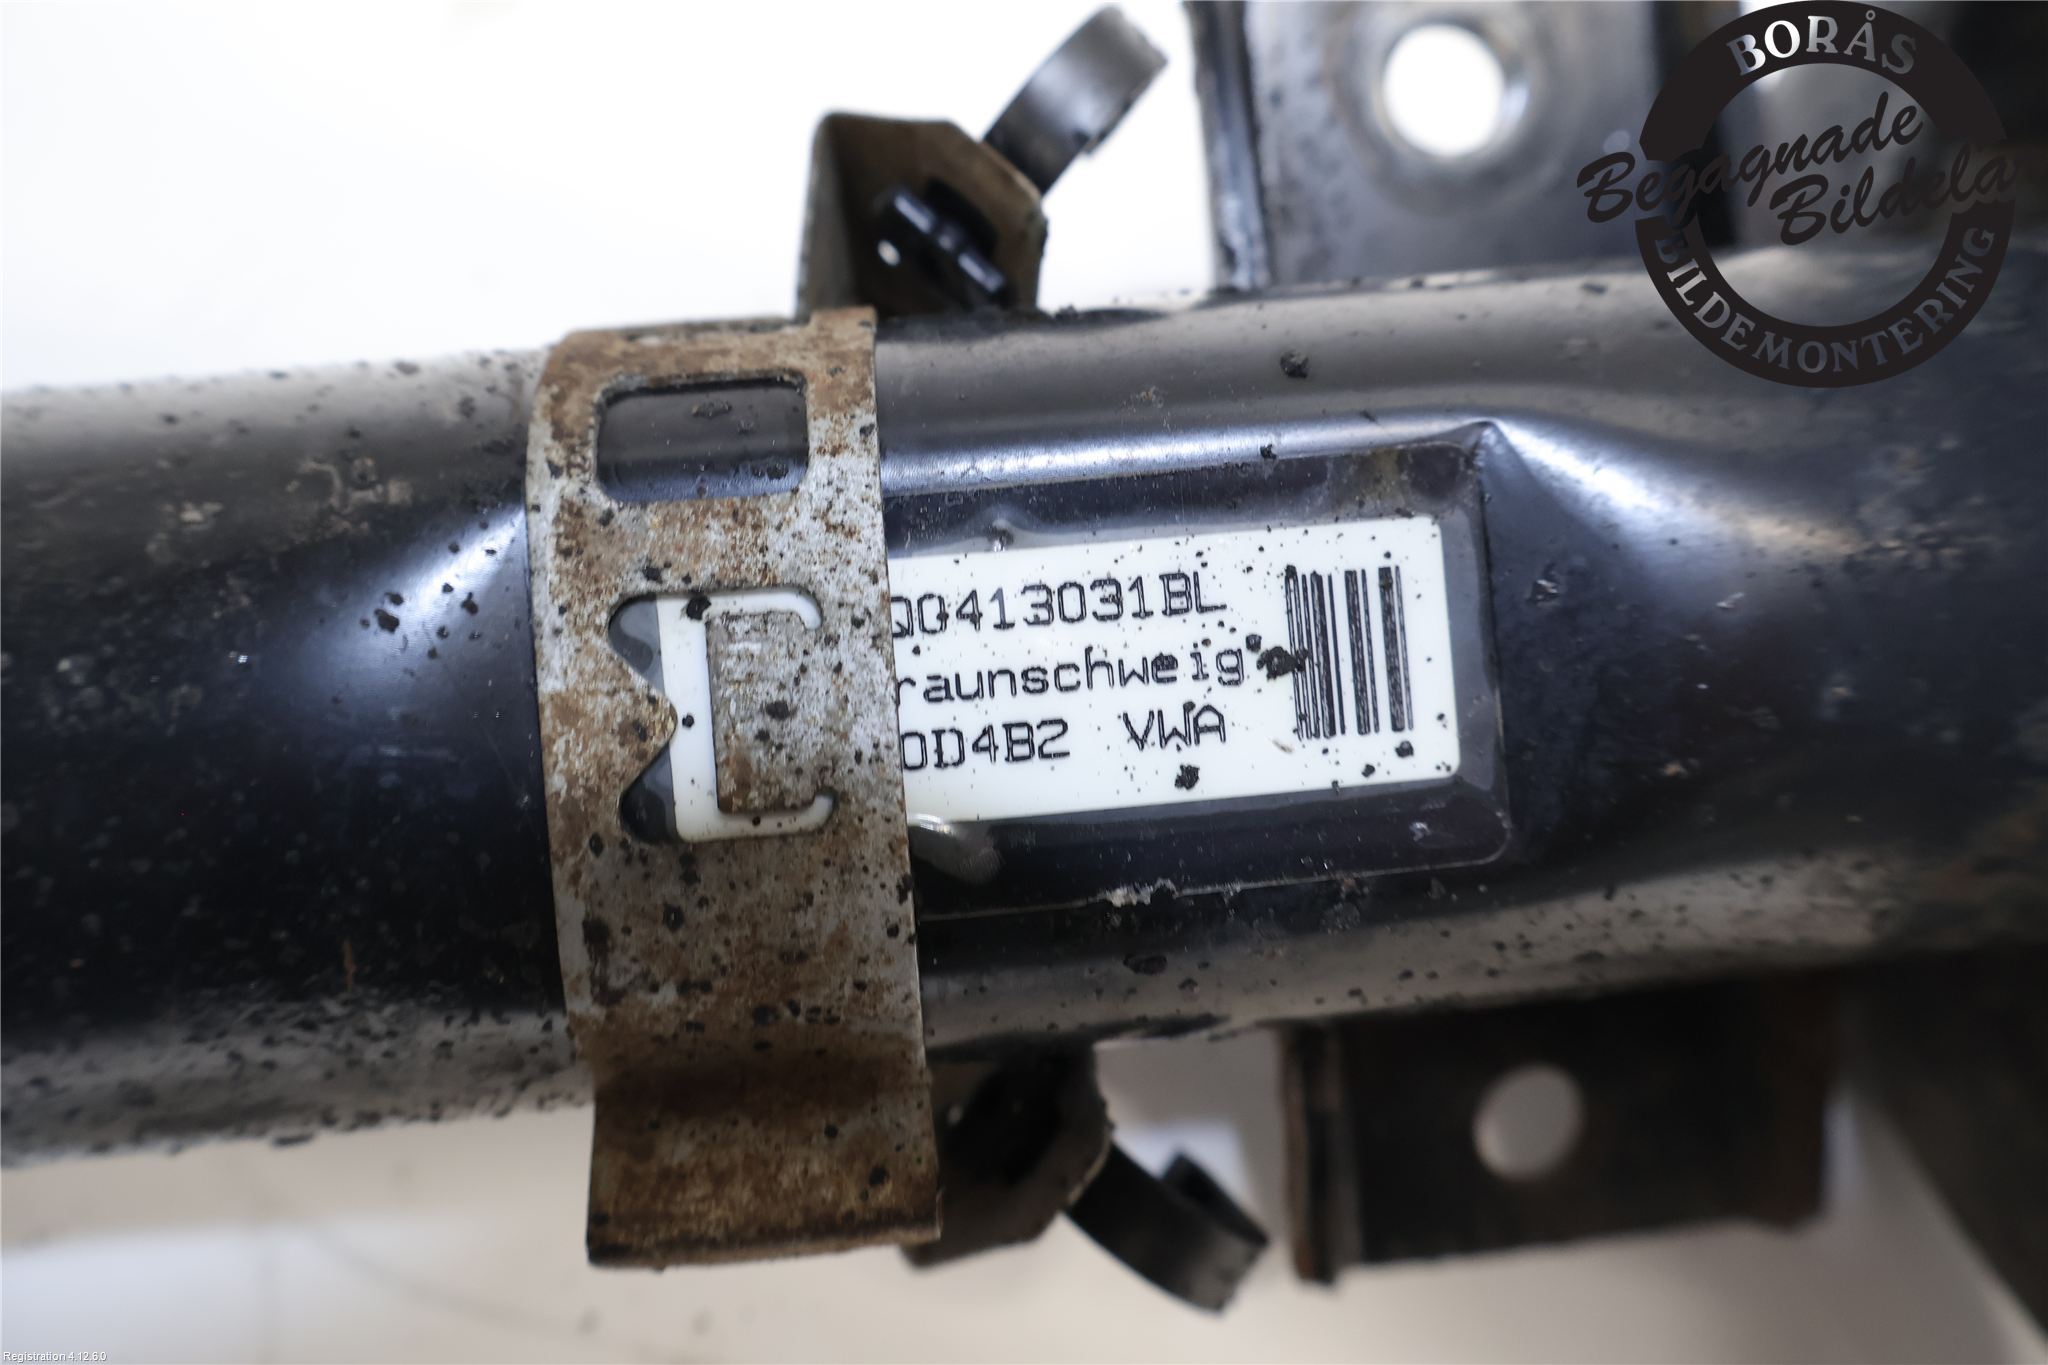 BORÅS
Begagnade
Bildela
BILDEMONTERING
Q0413031BL
raunschweig
0D4B2 VWA
Registration 4.12.6.0